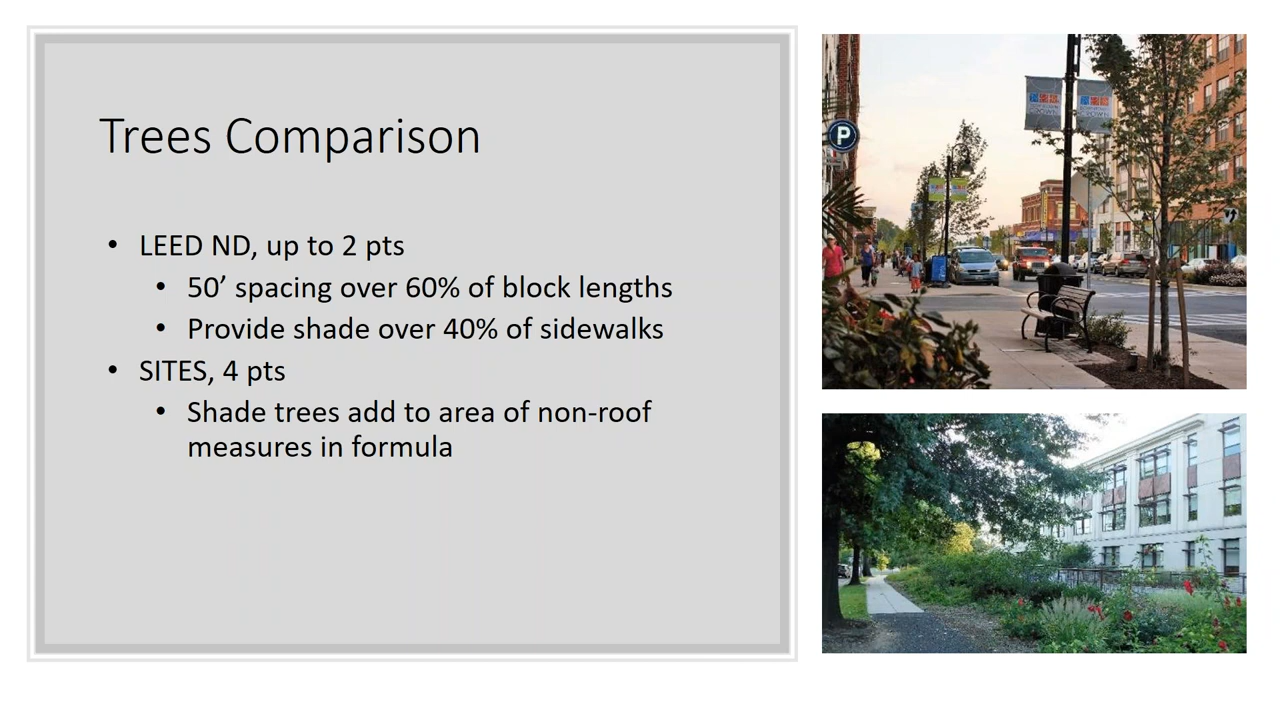 Trees Comparison
• LEED ND, up to 2 pts
• 50’ spacing over 60% of block lengths
• Provide shade over 40% of sidewalks
• SITES, 4 pts
• Shade trees add to area of non-roof
measures in formula
P